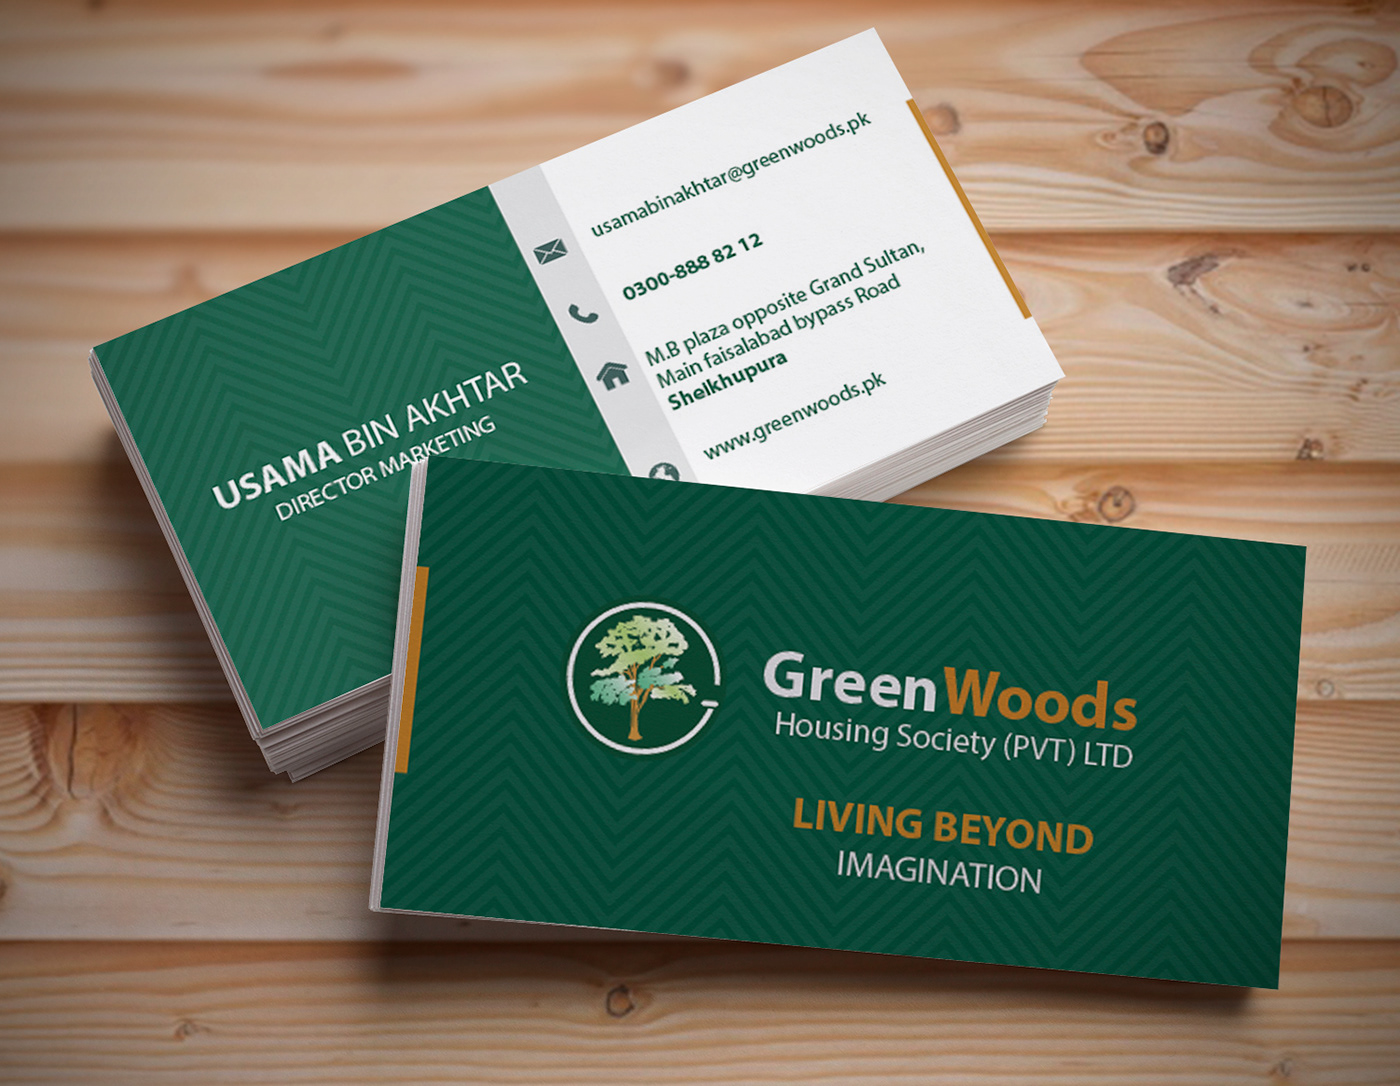 usamabinakhtar@greenwoods.pk
0300-888 82 12
M.B plaza opposite Grand Sultan,
Main faisalabad bypass Road
Sheikhupura
www.greenwoods.pk
USAMA BIN AKHTAR
DIRECTOR MARKETING
GreenWoods
Housing Society (PVT) LTD
LIVING BEYOND
IMAGINATION